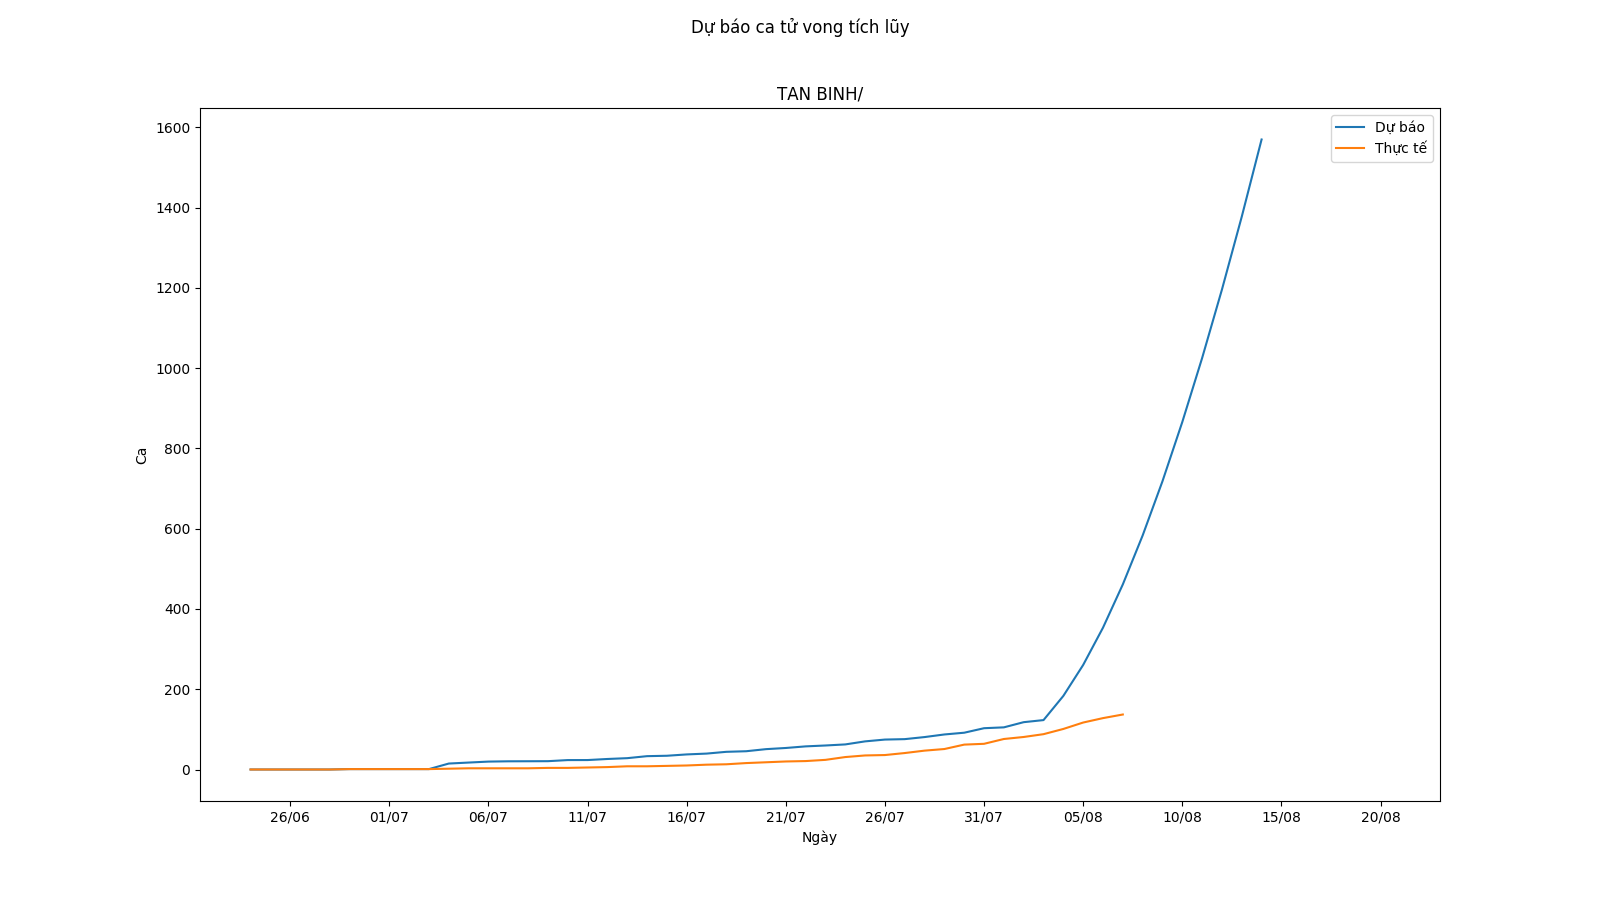 Dự báo ca tử vong tích lũy
TAN BINH/
Dự báo
Thực tế
1600
1400
1200
1000
800
600
400
200
0
Ca
26/06 01/07 06/07 11/07 16/07 21/07 26/07 31/07 05/08 10/08 15/08 20/08
Ngày